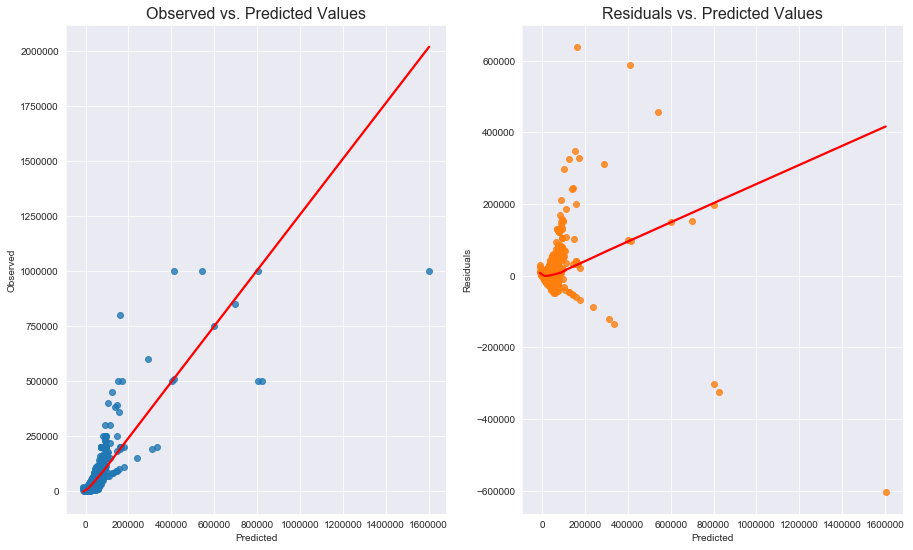 Observed vs. Predicted Values
2000000
1750000
1500000
1250000
1000000
750000
500000
250000
0
Observed
0 200000 400000 600000 800000 1000000 1200000 1400000 1600000
Predicted
Residuals vs. Predicted Values
600000
400000
200000
0
−200000
−400000
−600000
Residuals
0 200000 400000 600000 800000 1000000 1200000 1400000 1600000
Predicted